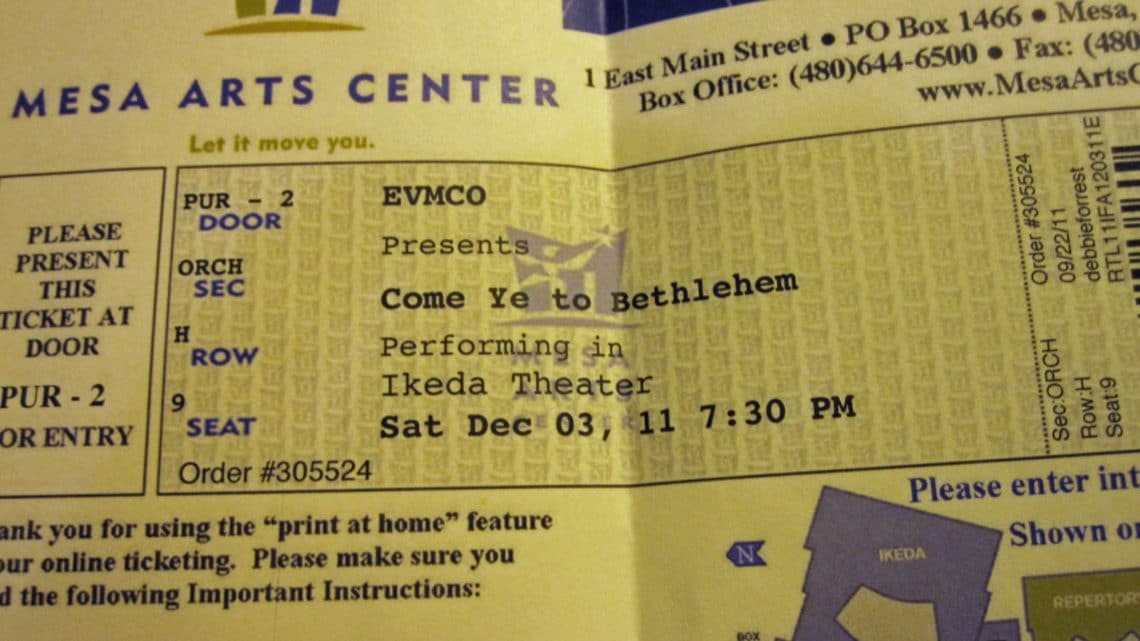 MESA ARTS CENTER
Let it move you.
1 East Main Street ● PO Box 1466 ● Mesa,
Box Office: (480)644-6500 ● Fax: (480
www.MesaArtsC
PLEASE
PRESENT
THIS
TICKET AT
DOOR
PUR - 2
OR ENTRY
PUR - 2
DOOR
ORCH
SEC
H
ROW
9
SEAT
Order #305524
EVMCO
Presents
Come Ye to Bethlehem
Performing in
Ikeda Theater
Sat Dec 03, 11 7:30 PM
Sec:ORCH
Row:H
Seat:9
Order #305524
09/22/11
debbieforrest
RTL11IFA120311E
ank you for using the “print at home” feature
our online ticketing. Please make sure you
d the following Important Instructions:
Please enter int
Shown o
N
IKEDA
REPERTOR
BOX